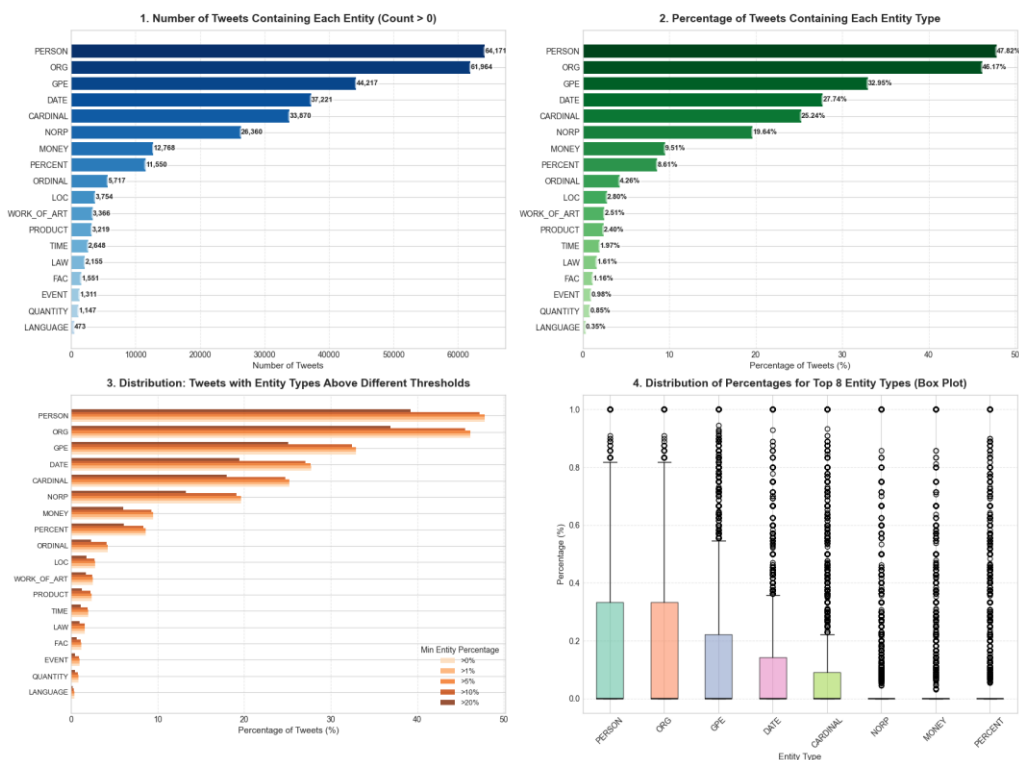 1. Number of Tweets Containing Each Entity (Count > 0)
PERSON 64,171
ORG 61,964
GPE 44,217
DATE 37,221
CARDINAL 33,870
NORP 26,360
MONEY 12,768
PERCENT 11,550
ORDINAL 5,717
LOC 3,754
WORK_OF_ART 3,366
PRODUCT 3,219
TIME 2,648
LAW 2,155
FAC 1,551
EVENT 1,311
QUANTITY 1,147
LANGUAGE 473
0 10000 20000 30000 40000 50000 60000
Number of Tweets
2. Percentage of Tweets Containing Each Entity Type
PERSON 47.82%
ORG 46.17%
GPE 32.95%
DATE 27.74%
CARDINAL 25.24%
NORP 19.64%
MONEY 9.51%
PERCENT 8.61%
ORDINAL 4.26%
LOC 2.80%
WORK_OF_ART 2.51%
PRODUCT 2.40%
TIME 1.97%
LAW 1.61%
FAC 1.16%
EVENT 0.98%
QUANTITY 0.85%
LANGUAGE 0.35%
0 10 20 30 40 50
Percentage of Tweets (%)
3. Distribution: Tweets with Entity Types Above Different Thresholds
PERSON
ORG
GPE
DATE
CARDINAL
NORP
MONEY
PERCENT
ORDINAL
LOC
WORK_OF_ART
PRODUCT
TIME
LAW
FAC
EVENT
QUANTITY
LANGUAGE
Min Entity Percentage
>0%
>1%
>5%
>10%
>20%
0 10 20 30 40 50
Percentage of Tweets (%)
4. Distribution of Percentages for Top 8 Entity Types (Box Plot)
Percentage (%)
1.0
0.8
0.6
0.4
0.2
0.0
PERSON ORG GPE DATE CARDINAL NORP MONEY PERCENT
Entity Type